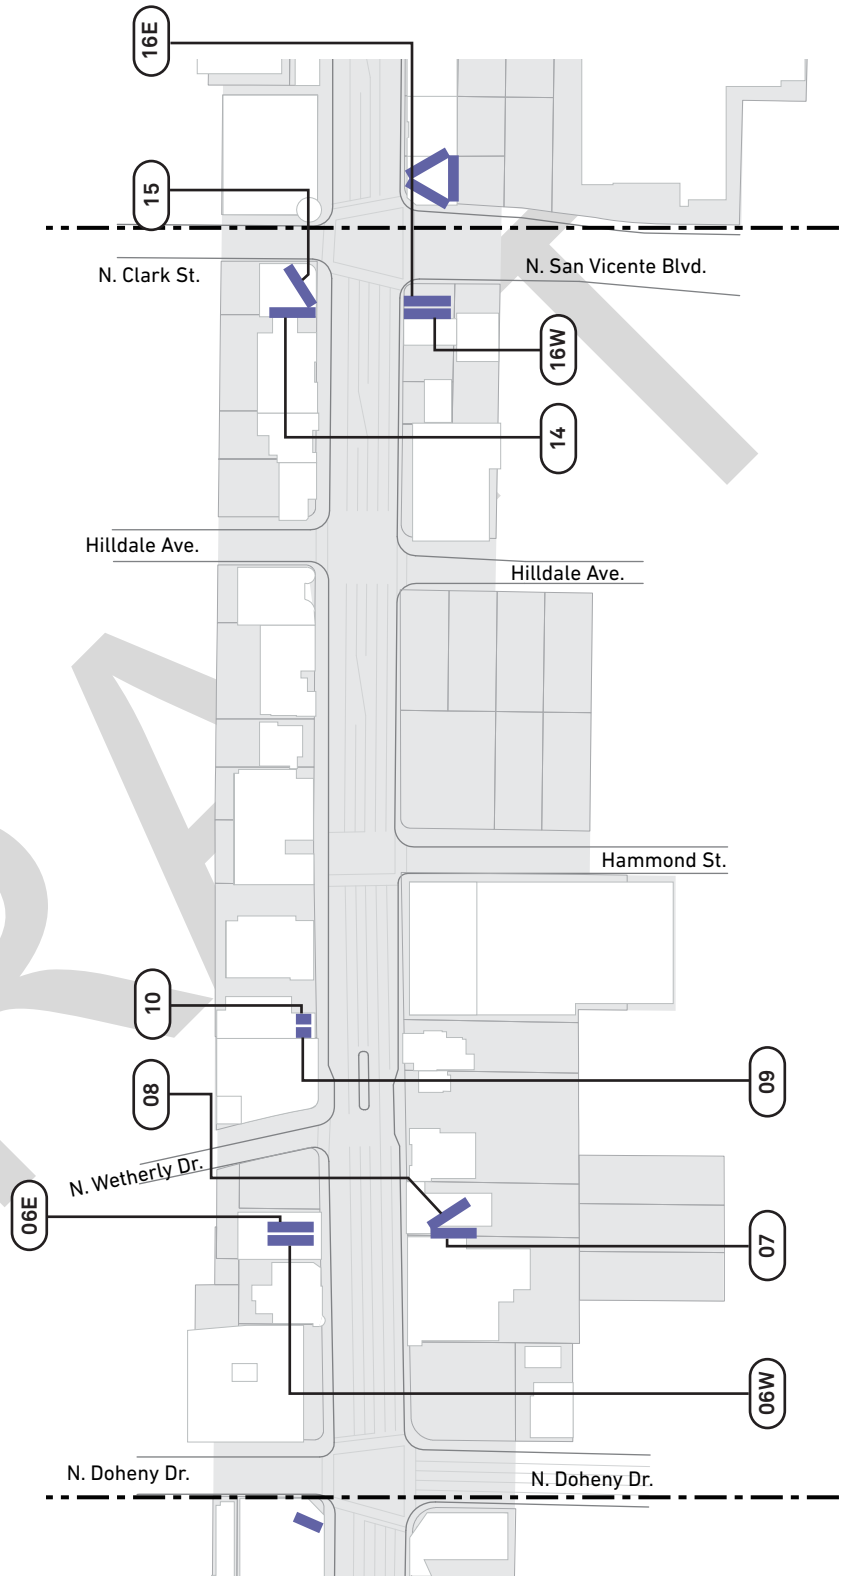 16E
15
N. Clark St.
N. San Vicente Blvd.
16W
14
Hilldale Ave.
Hilldale Ave.
Hammond St.
10
09
08
N. Wetherly Dr.
06E
07
06W
N. Doheny Dr.
N. Doheny Dr.